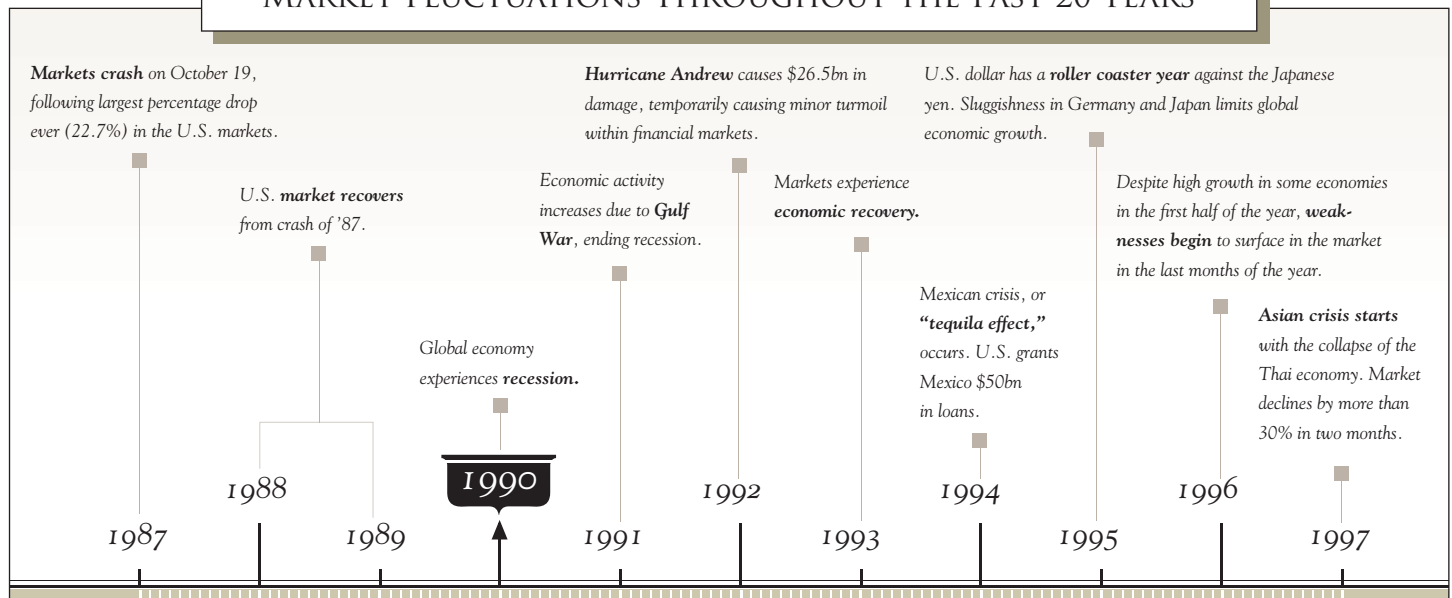 MARKET FLUCTUATIONS THROUGHOUT THE PAST 20 YEARS
Markets crash on October 19,
following largest percentage drop
ever (22.7%) in the U.S. markets.
U.S. market recovers
from crash of ’87.
Global economy
experiences recession.
Economic activity
increases due to Gulf
War, ending recession.
Hurricane Andrew causes $26.5bn in
damage, temporarily causing minor turmoil
within financial markets.
Markets experience
economic recovery.
Mexican crisis, or
“tequila effect,”
occurs. U.S. grants
Mexico $50bn
in loans.
U.S. dollar has a roller coaster year against the Japanese
yen. Sluggishness in Germany and Japan limits global
economic growth.
Despite high growth in some economies
in the first half of the year, weak-
nesses begin to surface in the market
in the last months of the year.
Asian crisis starts
with the collapse of the
Thai economy. Market
declines by more than
30% in two months.
1987
1988
1989
1990
1991
1992
1993
1994
1995
1996
1997